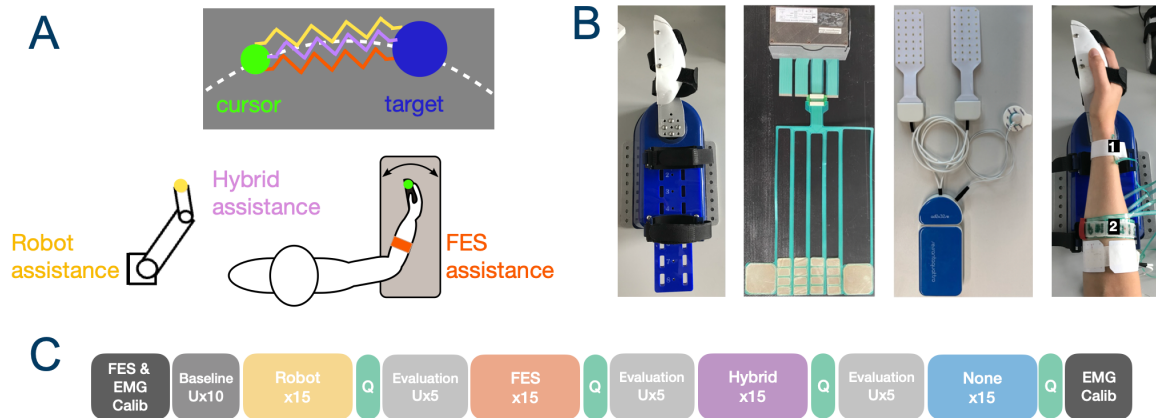 A
cursor
target
Hybrid
assistance
Robot
assistance
FES
assistance
B
1
2
C
FES &
EMG
Calib
Baseline
Ux10
Robot
x15
Q
Evaluation
Ux5
FES
x15
Q
Evaluation
Ux5
Hybrid
x15
Q
Evaluation
Ux5
None
x15
Q
EMG
Calib